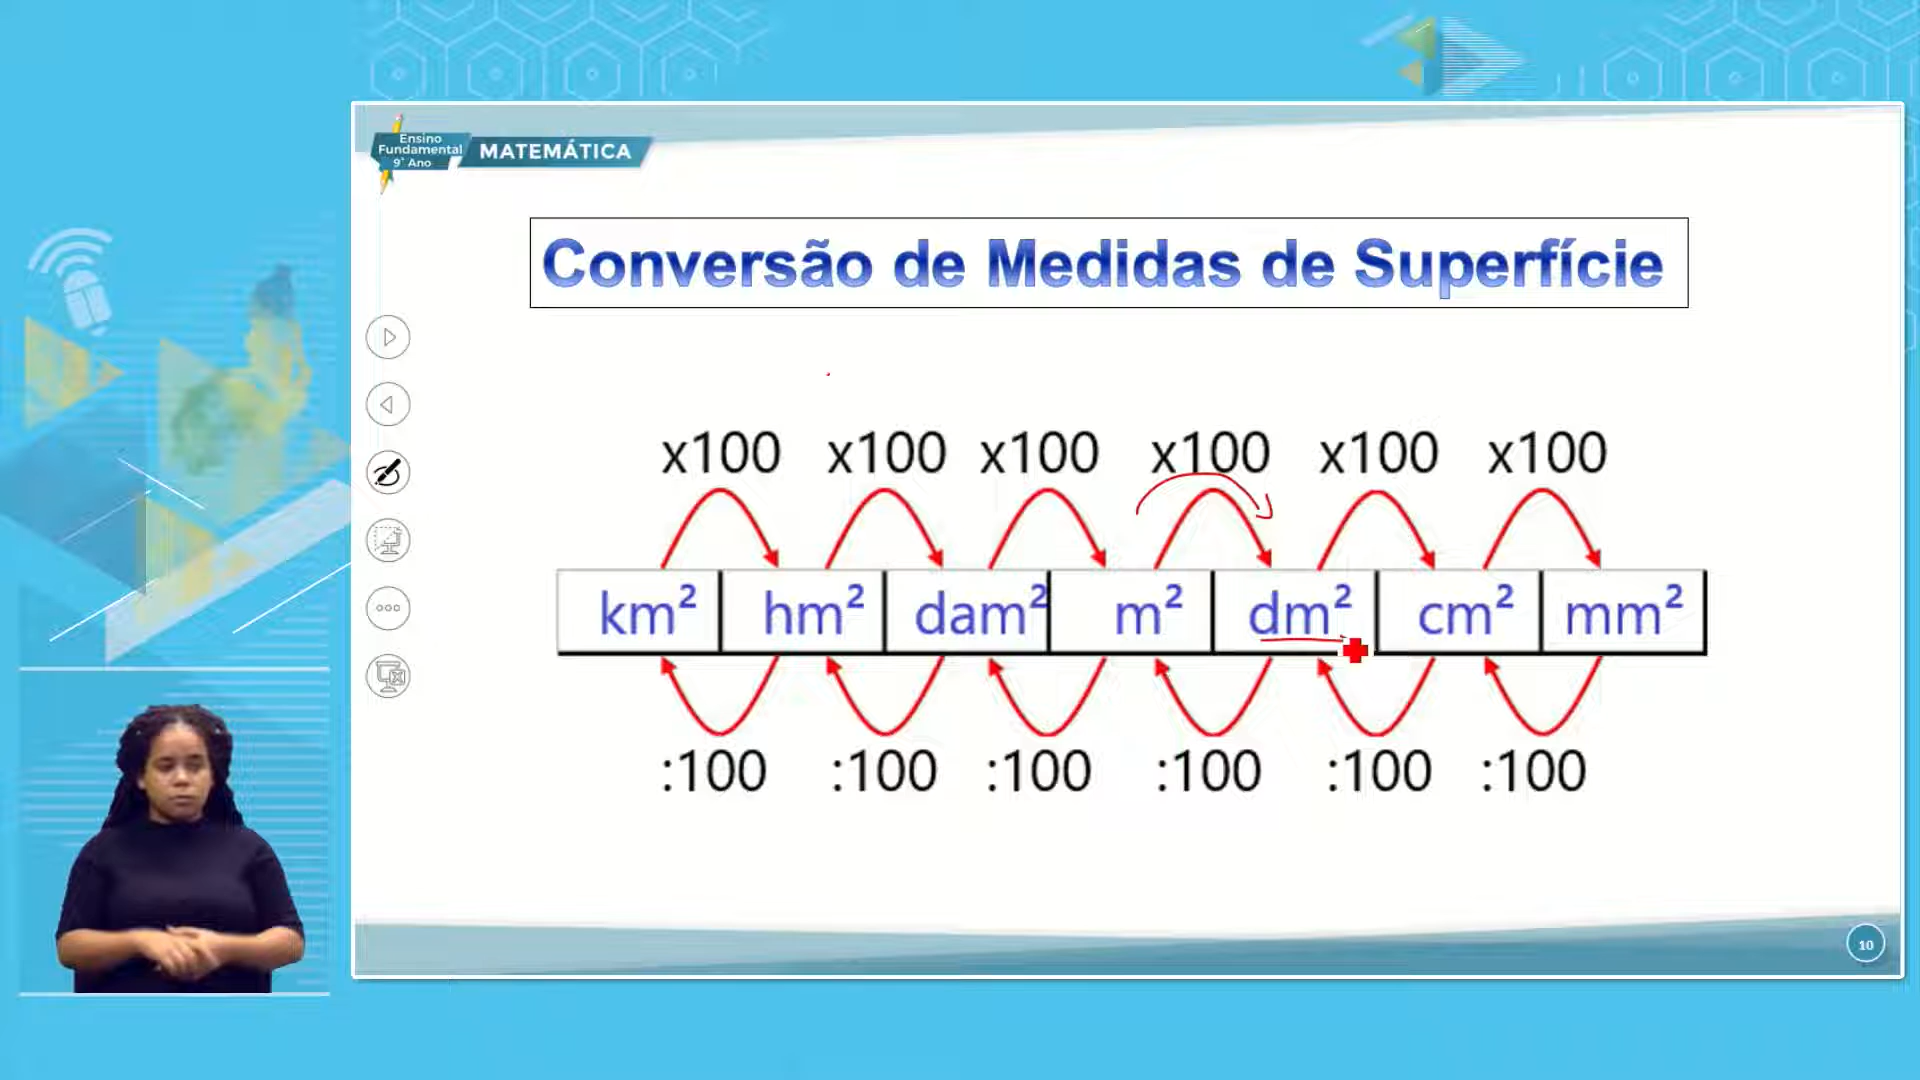 Ensino
Fundamental
9° Ano
MATEMÁTICA
Conversão de Medidas de Superfície
x100 x100 x100 x100 x100 x100
km² hm² dam² m² dm² cm² mm²
:100 :100 :100 :100 :100 :100
10